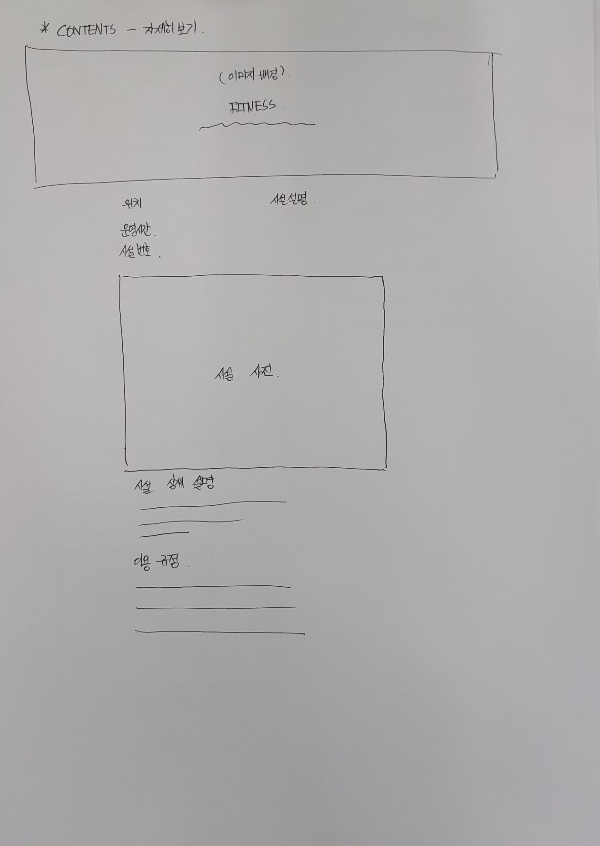 * CONTENTS - 자세히 보기.
(이미지 배경).
FITNESS.
위치 시설 설명.
운영시간.
시설 번호.
시설 사진.
시설 상세 설명
이용 규정.